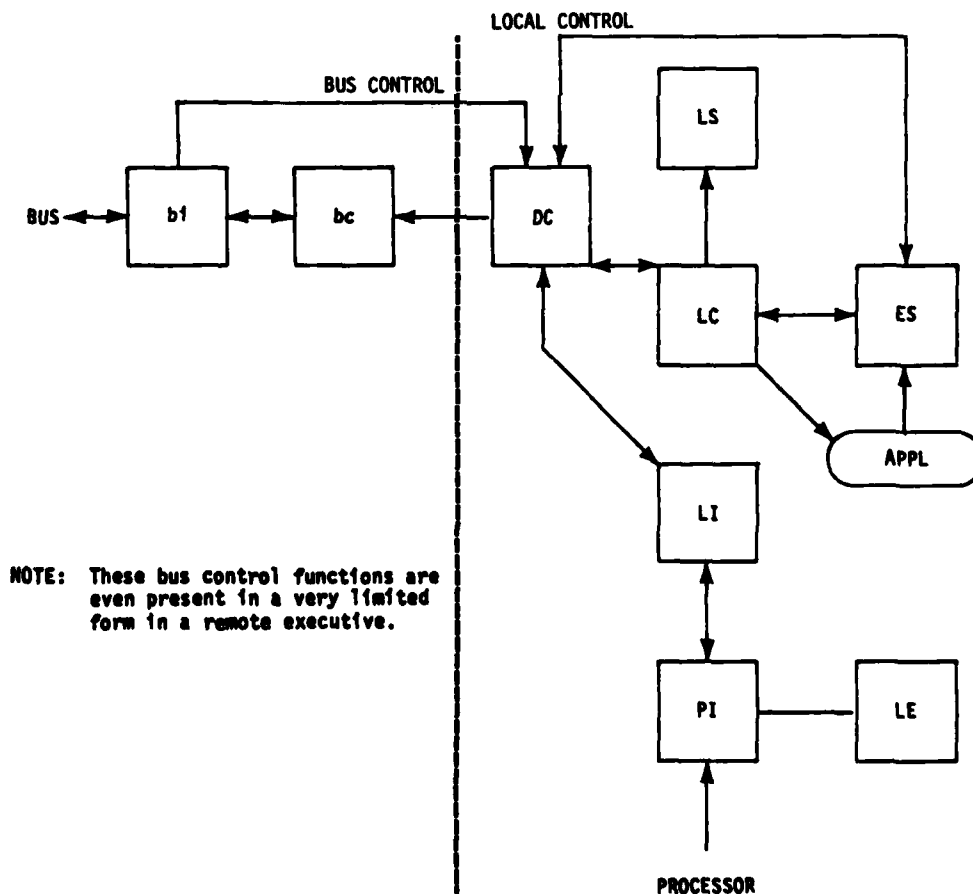 LOCAL CONTROL
BUS CONTROL
LS
BUS
bi
bc
DC
LC
ES
APPL
LI
NOTE: These bus control functions are
even present in a very limited
form in a remote executive.
PI
LE
PROCESSOR